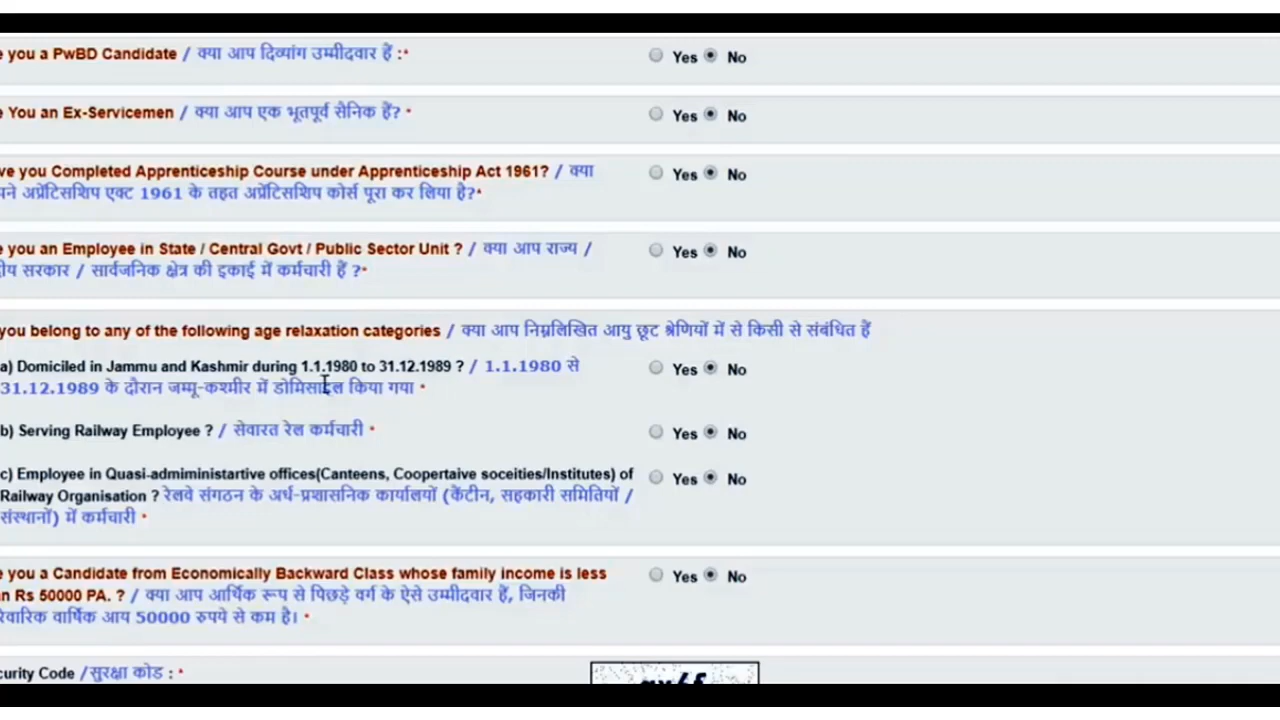 e you a PwBD Candidate / क्या आप दिव्यांग उम्मीदवार हैं :*
Yes No
e You an Ex-Servicemen / क्या आप एक भूतपूर्व सैनिक हैं? *
Yes No
ve you Completed Apprenticeship Course under Apprenticeship Act 1961? / क्या
पने अप्रेंटिसशिप एक्ट 1961 के तहत अप्रेंटिसशिप कोर्स पूरा कर लिया है?*
Yes No
e you an Employee in State / Central Govt / Public Sector Unit ? / क्या आप राज्य /
द्रीय सरकार / सार्वजनिक क्षेत्र की इकाई में कर्मचारी हैं ?*
Yes No
you belong to any of the following age relaxation categories / क्या आप निम्नलिखित आयु छूट श्रेणियों में से किसी से संबंधित हैं
a) Domiciled in Jammu and Kashmir during 1.1.1980 to 31.12.1989 ? / 1.1.1980 से
31.12.1989 के दौरान जम्मू-कश्मीर में डोमिसाइल किया गया *
Yes No
b) Serving Railway Employee ? / सेवारत रेल कर्मचारी *
Yes No
c) Employee in Quasi-admiministartive offices(Canteens, Coopertaive soceities/Institutes) of
Railway Organisation ? रेलवे संगठन के अर्ध-प्रशासनिक कार्यालयों (कैंटीन, सहकारी समितियों /
संस्थानों) में कर्मचारी *
Yes No
e you a Candidate from Economically Backward Class whose family income is less
n Rs 50000 PA. ? / क्या आप आर्थिक रूप से पिछड़े वर्ग के ऐसे उम्मीदवार हैं, जिनकी
रिवारिक वार्षिक आय 50000 रुपये से कम है। *
Yes No
curity Code /सुरक्षा कोड : *